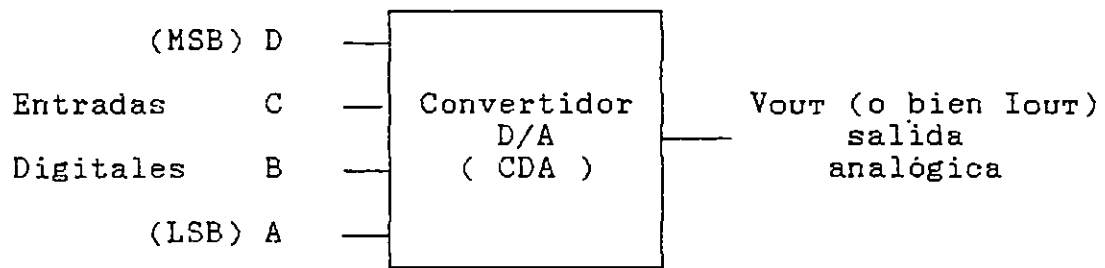 (MSB) D
Entradas C Convertidor VOUT (o bien IOUT)
D/A salida
Digitales B ( CDA ) analógica
(LSB) A